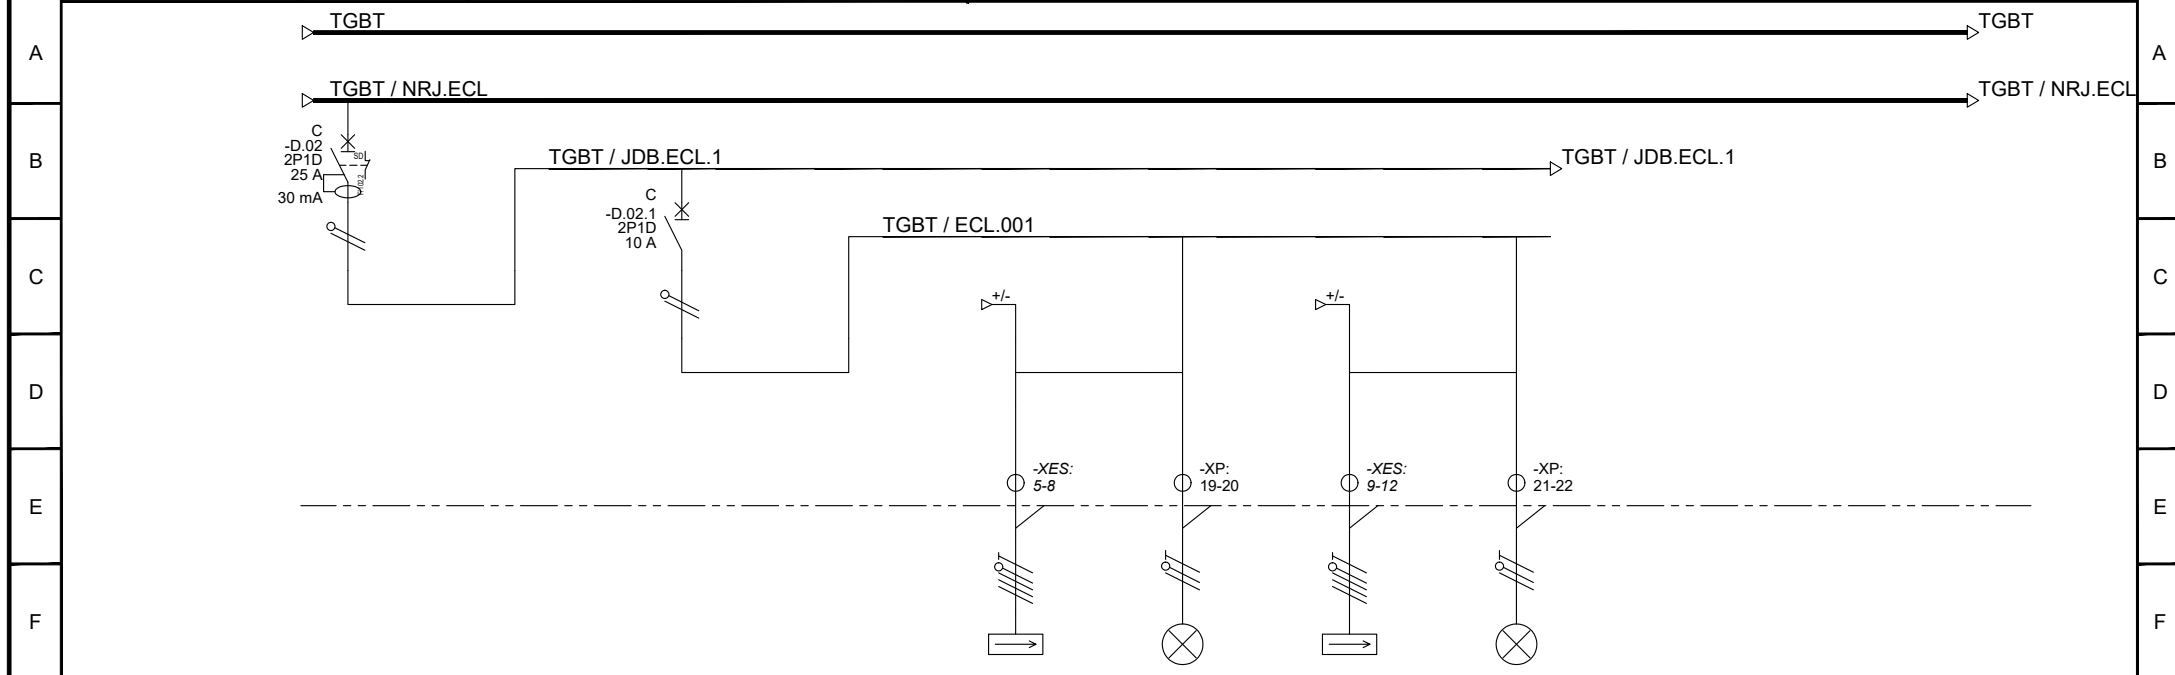 TGBT
TGBT
A
A
TGBT / NRJ.ECL
TGBT / NRJ.ECL
C
-D.02
2P1D
25 A
30 mA
SD
B
B
TGBT / JDB.ECL.1
TGBT / JDB.ECL.1
C
-D.02.1
2P1D
10 A
TGBT / ECL.001
C
C
+/-
+/-
D
D
-XES:
5-8
-XP:
19-20
-XES:
9-12
-XP:
21-22
E
E
F
F